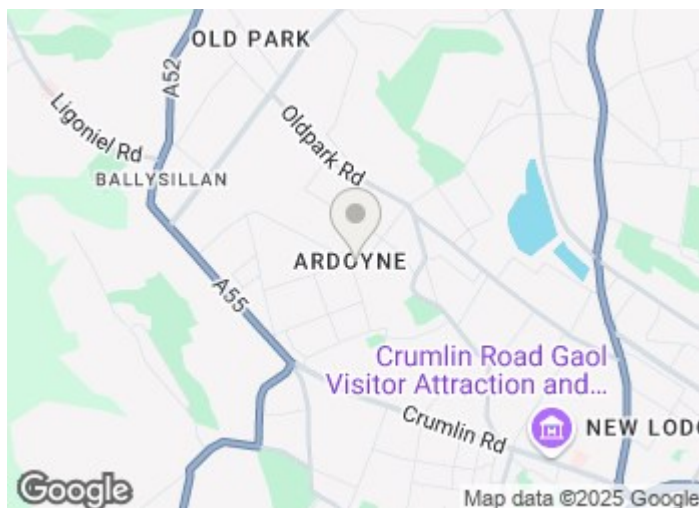 OLD PARK
A52
Ligoniel Rd
Oldpark Rd
BALLYSILLAN
ARDOYNE
A55
Crumlin Road Gaol
Visitor Attraction and...
Crumlin Rd
NEW LODG
Google
Map data ©2025 Google